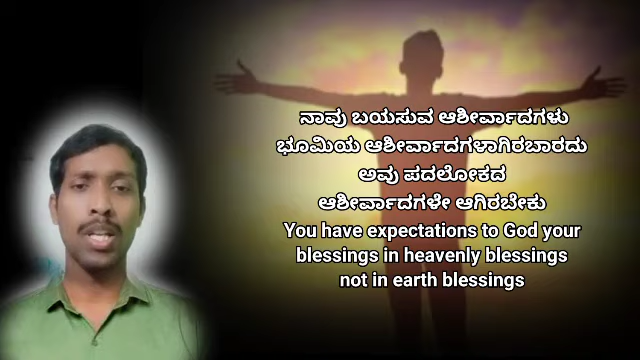 ನಾವು ಬಯಸುವ ಆಶೀರ್ವಾದಗಳು
ಭೂಮಿಯ ಆಶೀರ್ವಾದಗಳಾಗಿರಬಾರದು
ಅವು ಪದಲೋಕದ
ಆಶೀರ್ವಾದಗಳೇ ಆಗಿರಬೇಕು
You have expectations to God your
blessings in heavenly blessings
not in earth blessings